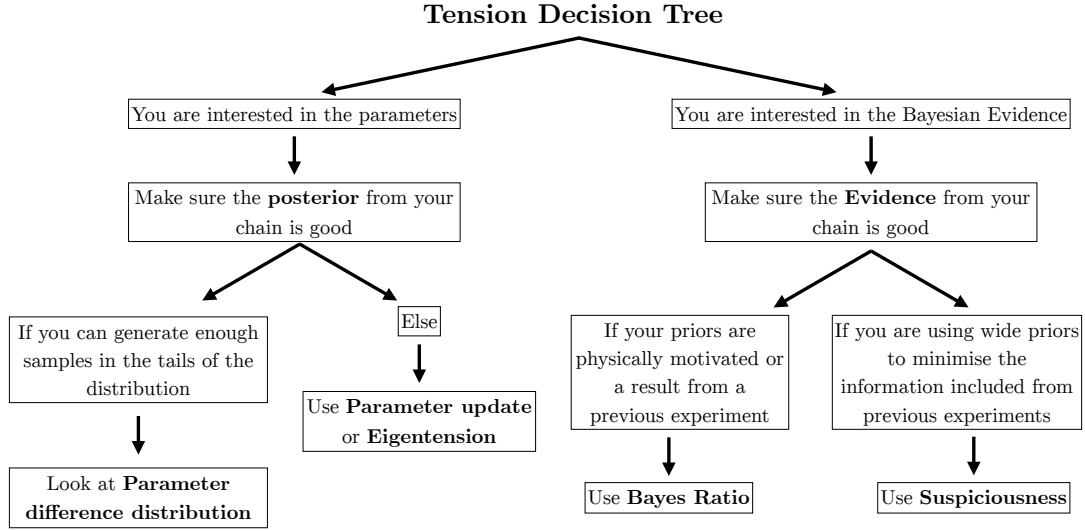 Tension Decision Tree
You are interested in the parameters
You are interested in the Bayesian Evidence
Make sure the posterior from your
chain is good
Make sure the Evidence from your
chain is good
If you can generate enough
samples in the tails of the
distribution
Else
If your priors are
physically motivated or
a result from a
previous experiment
If you are using wide priors
to minimise the
information included from
previous experiments
Look at Parameter
difference distribution
Use Parameter update
or Eigentension
Use Bayes Ratio
Use Suspiciousness